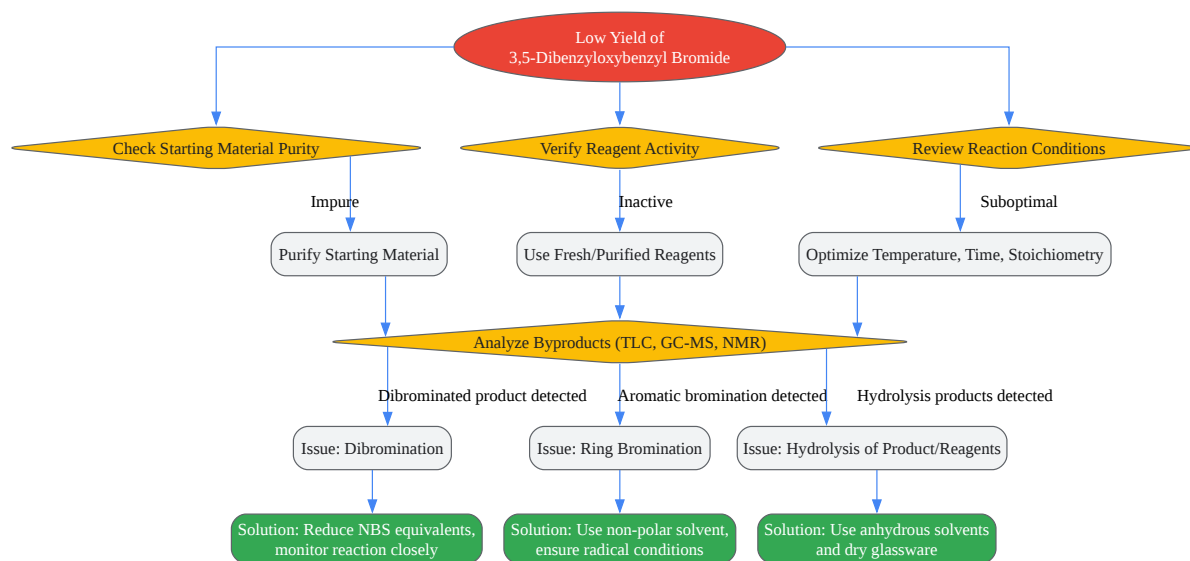 Low Yield of
3,5-Dibenzyloxybenzyl Bromide
Check Starting Material Purity
Verify Reagent Activity
Review Reaction Conditions
Impure
Inactive
Suboptimal
Purify Starting Material
Use Fresh/Purified Reagents
Optimize Temperature, Time, Stoichiometry
Analyze Byproducts (TLC, GC-MS, NMR)
Dibrominated product detected
Aromatic bromination detected
Hydrolysis products detected
Issue: Dibromination
Issue: Ring Bromination
Issue: Hydrolysis of Product/Reagents
Solution: Reduce NBS equivalents,
monitor reaction closely
Solution: Use non-polar solvent,
ensure radical conditions
Solution: Use anhydrous solvents
and dry glassware